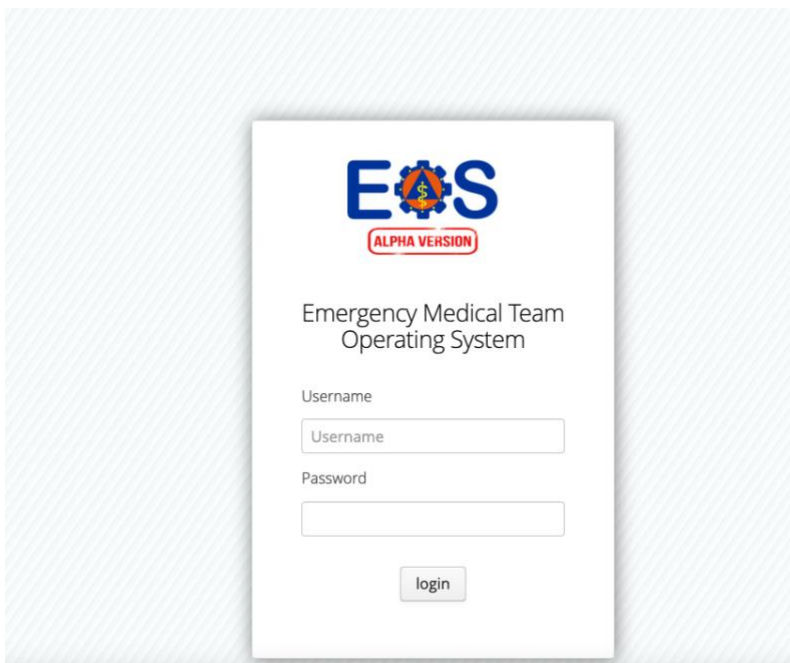 EOS
ALPHA VERSION
Emergency Medical Team
Operating System
Username
Username
Password
login